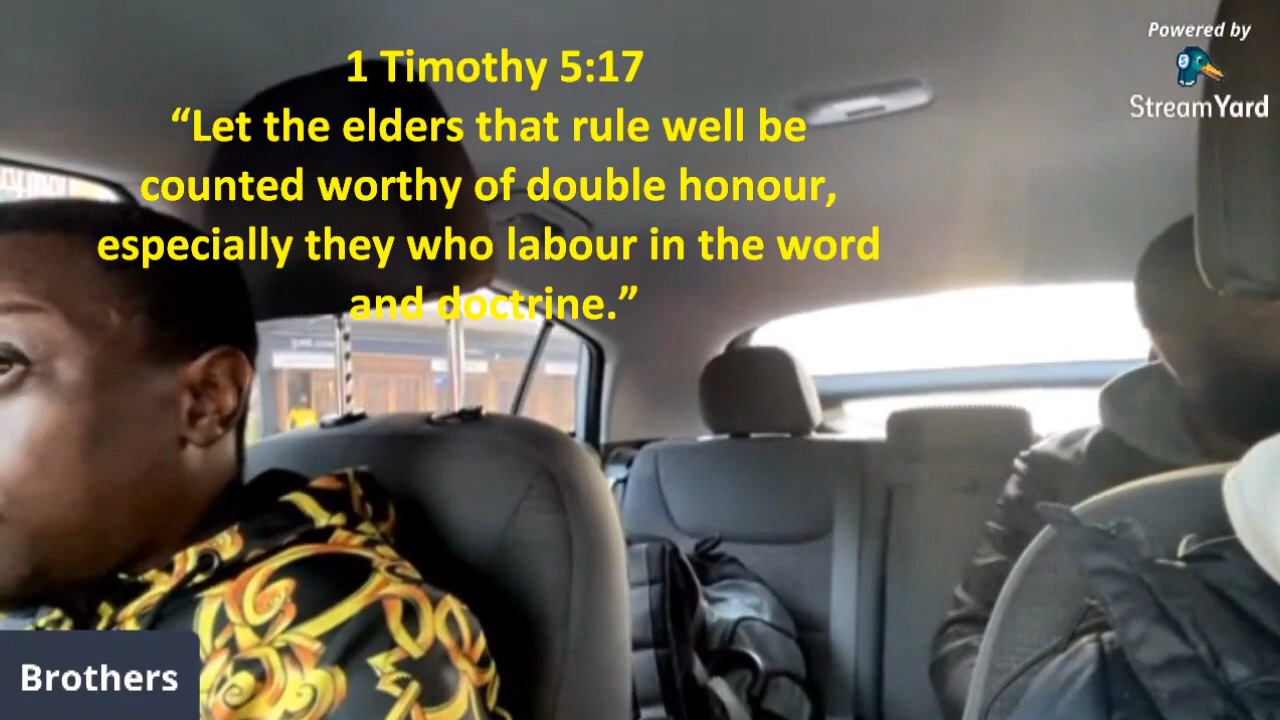 1 Timothy 5:17
“Let the elders that rule well be
counted worthy of double honour,
especially they who labour in the word
and doctrine.”
Powered by
StreamYard
Brothers